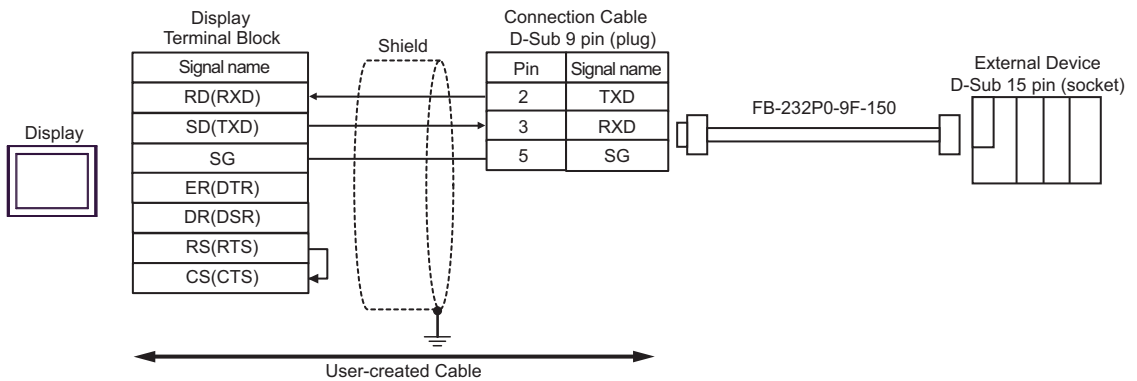 Display
Terminal Block
Shield
Connection Cable
D-Sub 9 pin (plug)
External Device
D-Sub 15 pin (socket)
Display
Signal name
RD(RXD)
SD(TXD)
SG
ER(DTR)
DR(DSR)
RS(RTS)
CS(CTS)
Pin Signal name
2 TXD
3 RXD
5 SG
FB-232P0-9F-150
User-created Cable